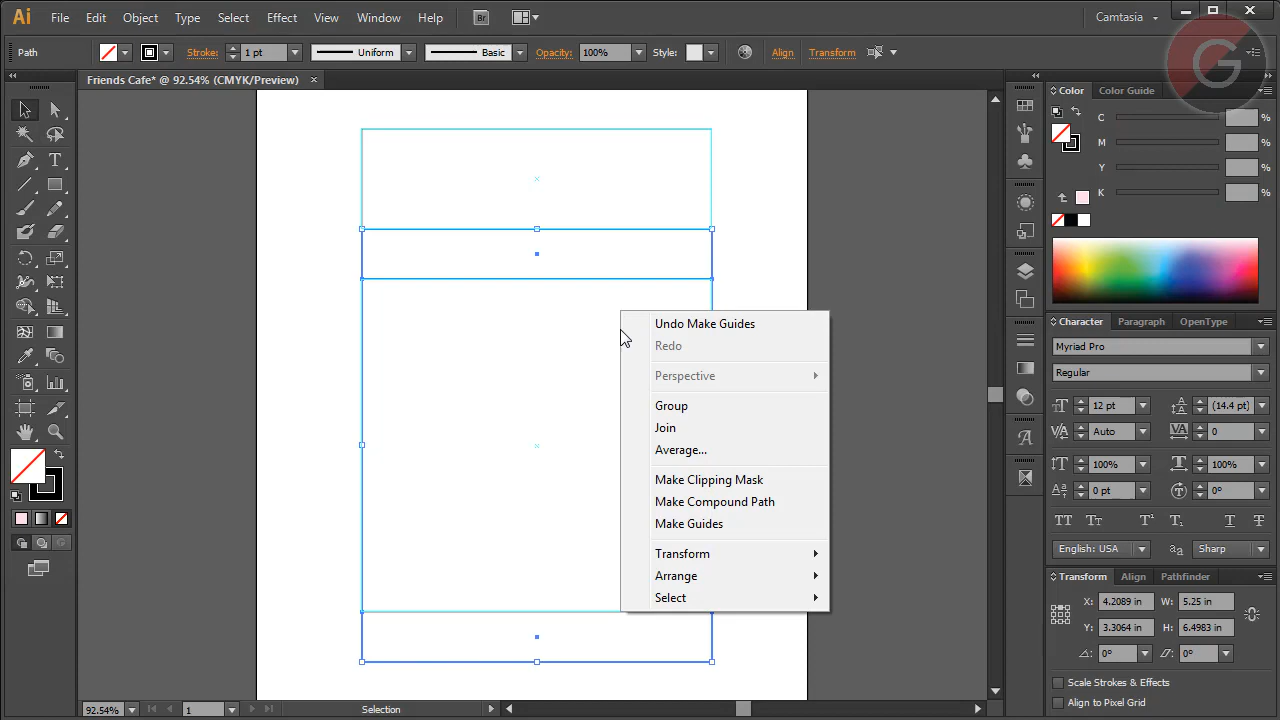 Ai File Edit Object Type Select Effect View Window Help Br Camtasia
Path Stroke: 1 pt Uniform Basic Opacity: 100% Style: Align Transform
G
Friends Cafe* @ 92.54% (CMYK/Preview)
Color Color Guide
C %
M %
Y %
K %
Undo Make Guides
Redo
Perspective
Group
Join
Average...
Make Clipping Mask
Make Compound Path
Make Guides
Transform
Arrange
Select
Character Paragraph OpenType
Myriad Pro
Regular
12 pt (14.4 pt)
Auto 0
100% 100%
0 pt 0°
English: USA Sharp
Transform Align Pathfinder
X: 4.2089 in W: 5.25 in
Y: 3.3064 in H: 6.4983 in
0° 0°
Scale Strokes & Effects
Align to Pixel Grid
92.54% 1 Selection